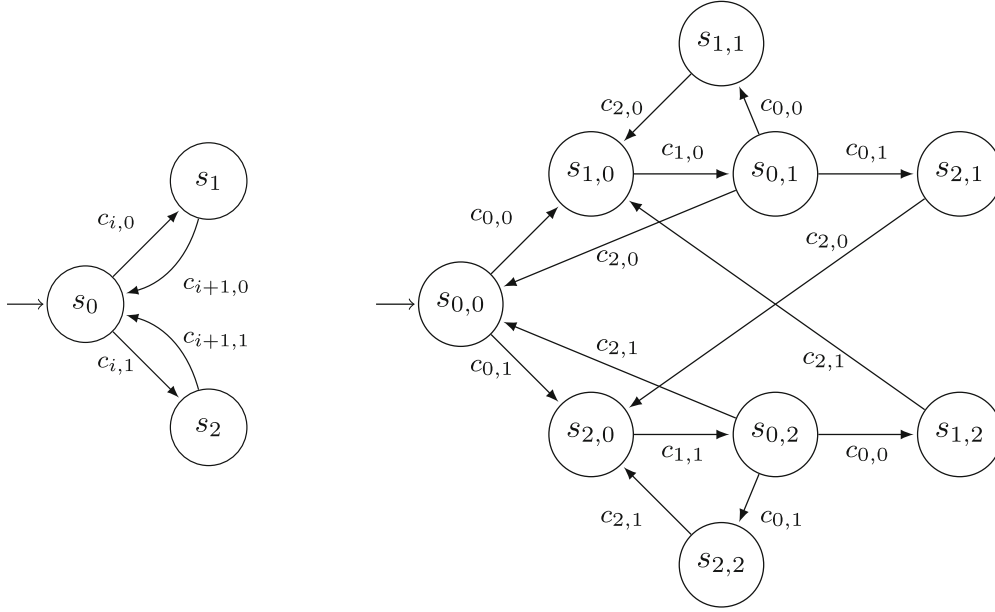 s₁
cᵢ,₀
s₀
cᵢ₊₁,₀
cᵢ₊₁,₁
cᵢ,₁
s₂
s₁,₁
c₂,₀
c₀,₀
s₁,₀
c₁,₀
s₀,₁
c₀,₁
s₂,₁
c₀,₀
c₂,₀
c₂,₀
s₀,₀
c₀,₁
c₂,₁
c₂,₁
s₂,₀
c₁,₁
s₀,₂
c₀,₀
s₁,₂
c₂,₁
c₀,₁
s₂,₂